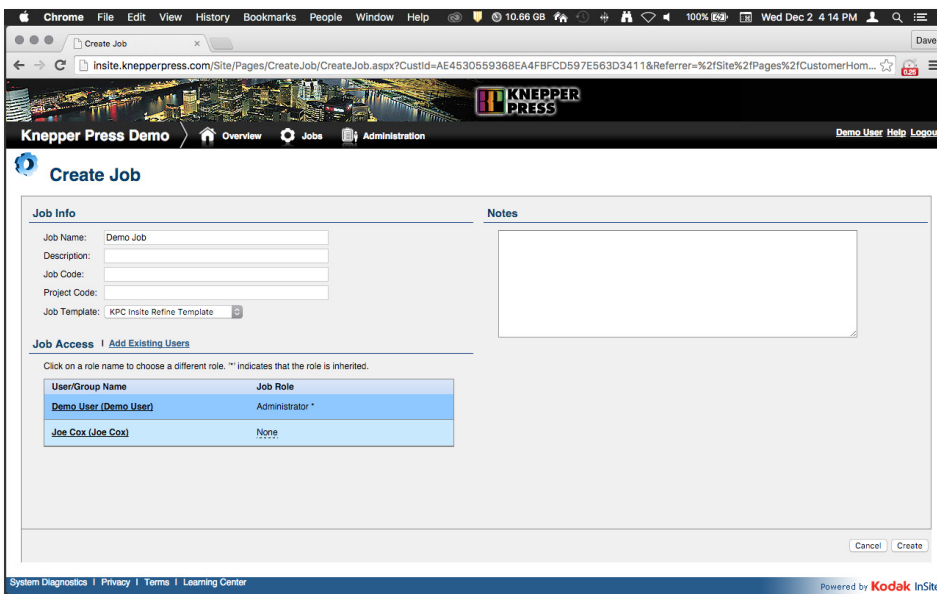 Chrome File Edit View History Bookmarks People Window Help 10.66 GB 100% Wed Dec 2 4:14 PM
Create Job × Dave
insite.knepperpress.com/Site/Pages/CreateJob/CreateJob.aspx?CustId=AE4530559368EA4FBFCD597E563D3411&Referrer=%2fSite%2fPages%2fCustomerHom... 0.25
KNEPPER
PRESS
Knepper Press Demo Overview Jobs Administration Demo User Help Logou
Create Job
Job Info Notes
Job Name: Demo Job
Description:
Job Code:
Project Code:
Job Template: KPC Insite Refine Template
Job Access | Add Existing Users
Click on a role name to choose a different role. '*' indicates that the role is inherited.
User/Group Name Job Role
Demo User (Demo User) Administrator *
Joe Cox (Joe Cox) None
Cancel Create
System Diagnostics | Privacy | Terms | Learning Center Powered by Kodak InSite